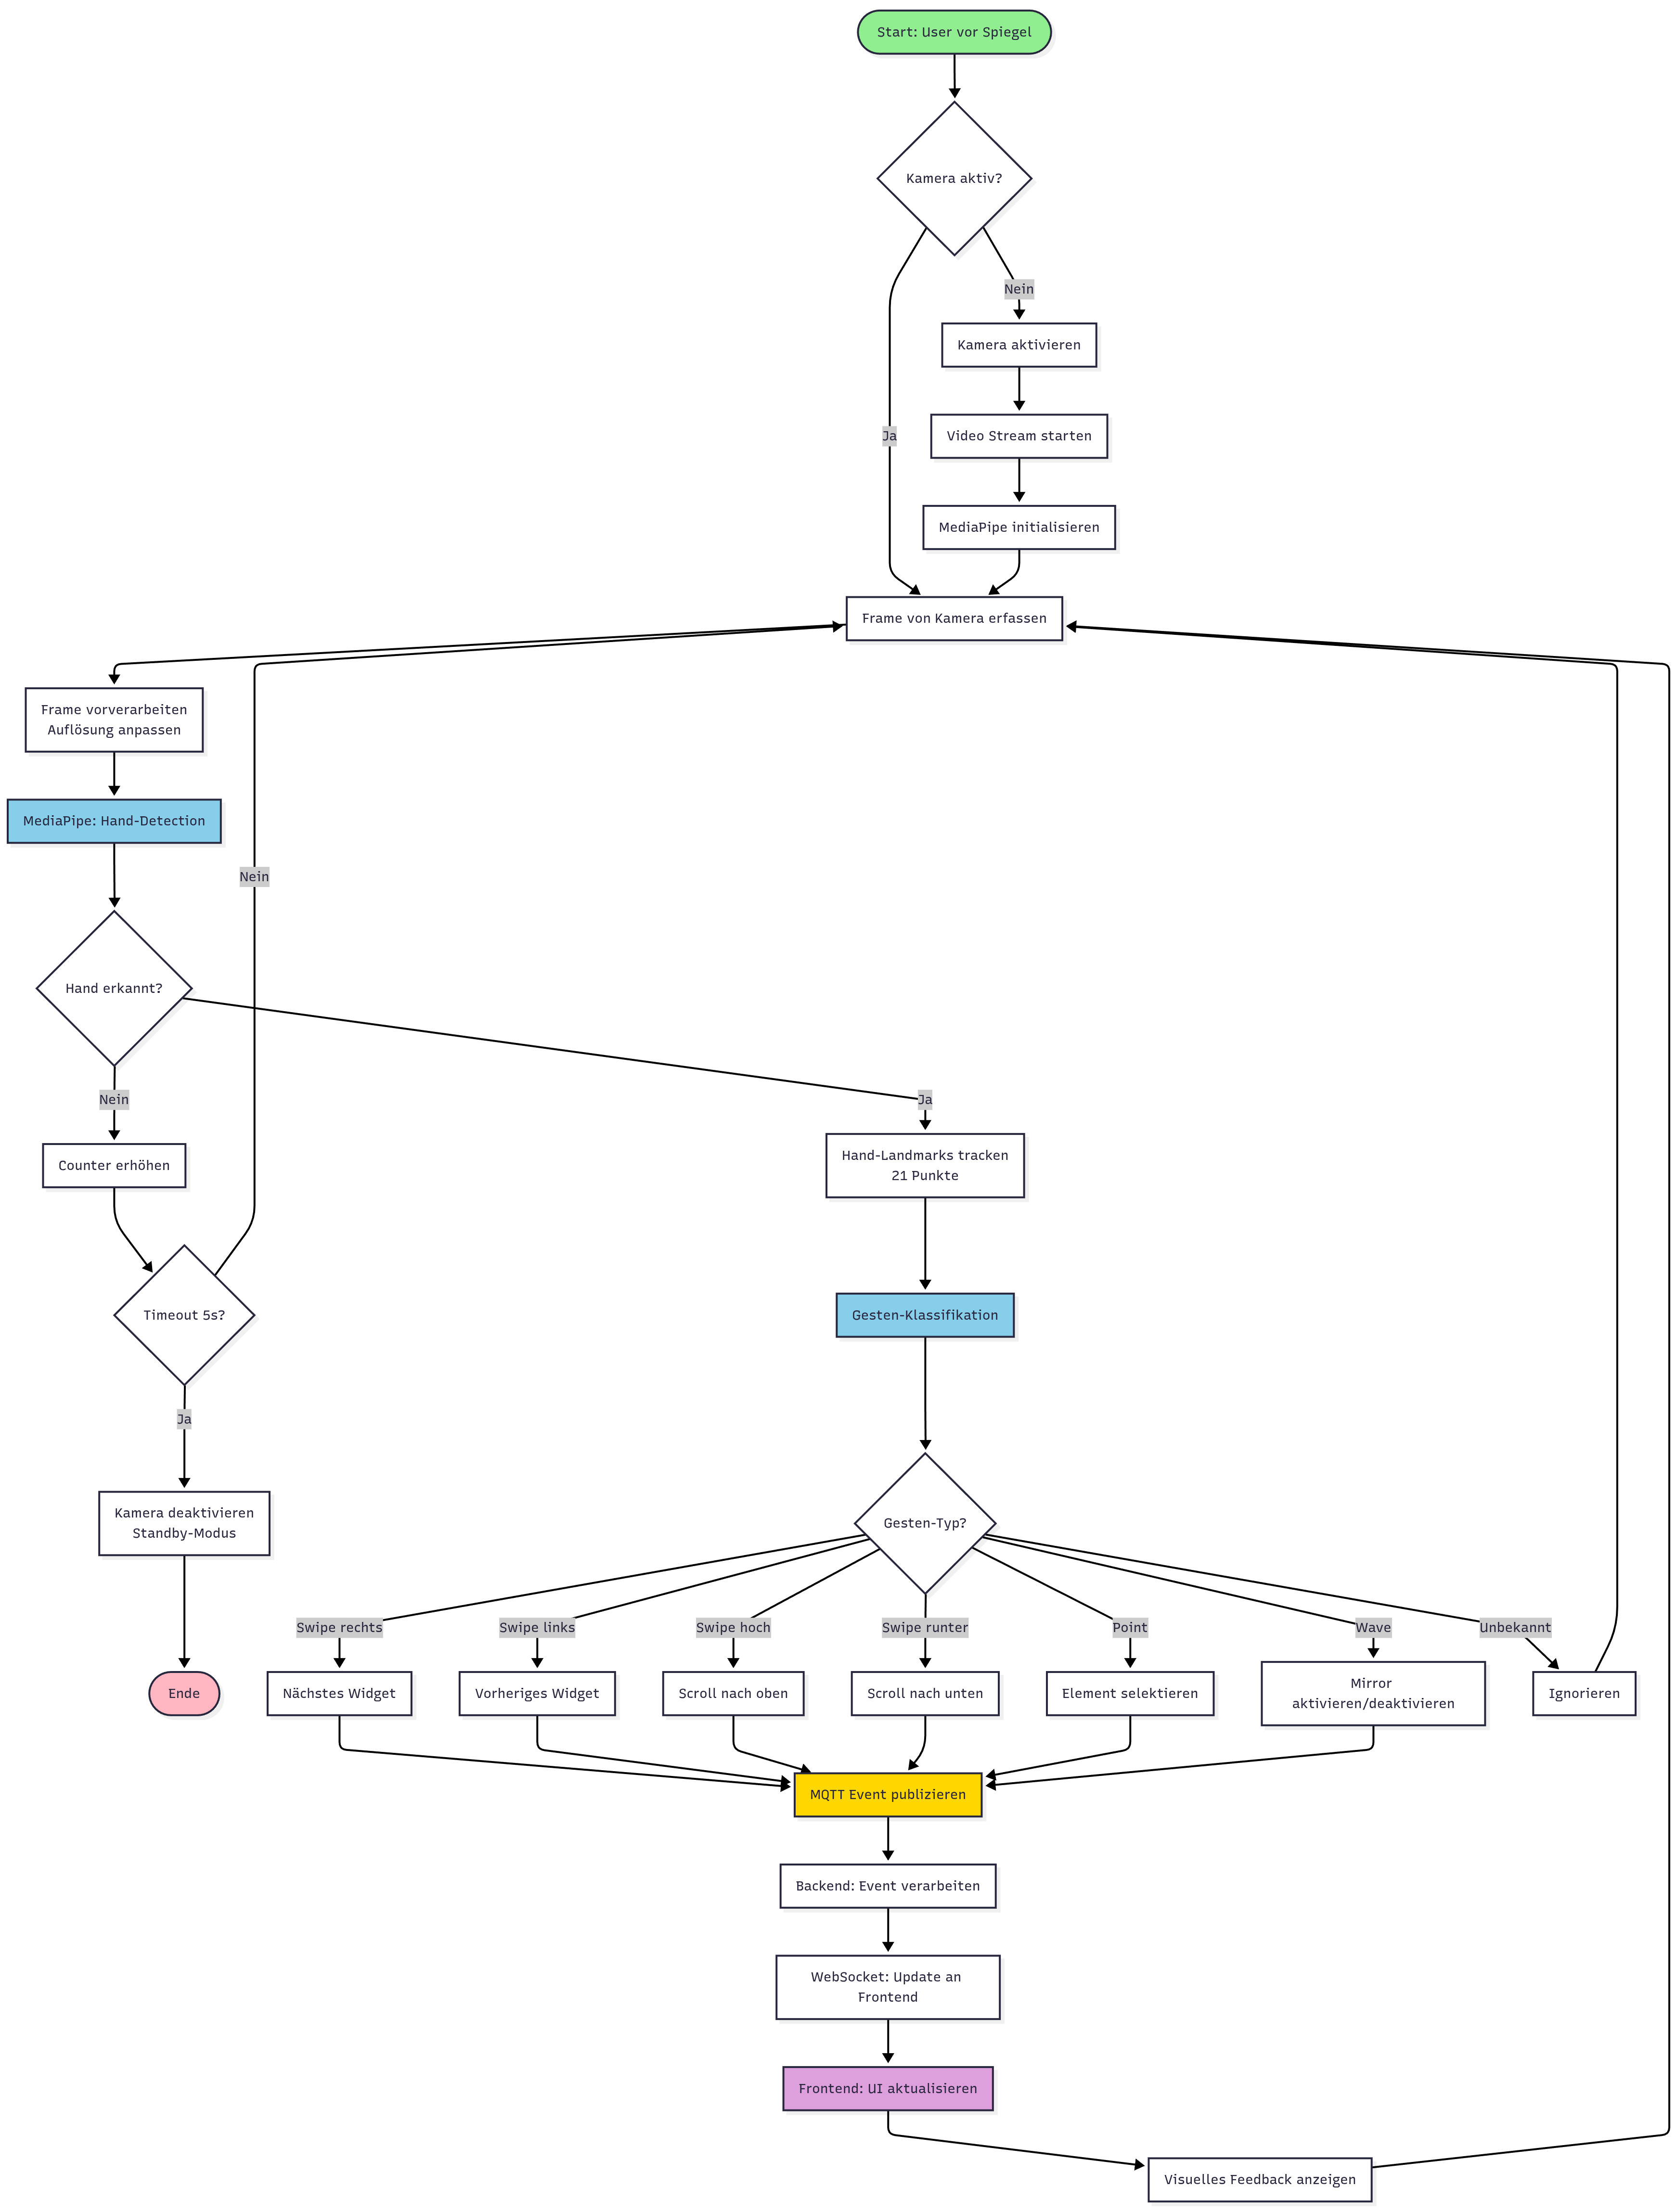 Start: User vor Spiegel
Kamera aktiv?
Nein
Kamera aktivieren
Ja
Video Stream starten
MediaPipe initialisieren
Frame von Kamera erfassen
Frame vorverarbeiten
Auflösung anpassen
MediaPipe: Hand-Detection
Nein
Hand erkannt?
Nein
Ja
Counter erhöhen
Hand-Landmarks tracken
21 Punkte
Timeout 5s?
Gesten-Klassifikation
Ja
Kamera deaktivieren
Standby-Modus
Gesten-Typ?
Swipe rechts
Swipe links
Swipe hoch
Swipe runter
Point
Wave
Unbekannt
Ende
Nächstes Widget
Vorheriges Widget
Scroll nach oben
Scroll nach unten
Element selektieren
Mirror
aktivieren/deaktivieren
Ignorieren
MQTT Event publizieren
Backend: Event verarbeiten
WebSocket: Update an
Frontend
Frontend: UI aktualisieren
Visuelles Feedback anzeigen